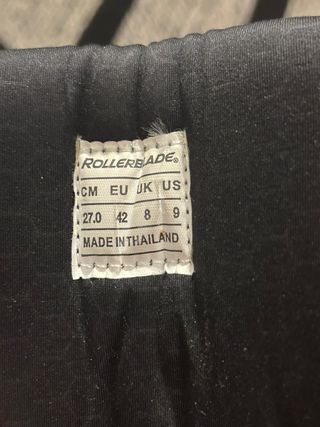 ROLLERBLADE®
CM EU UK US
27.0 42 8 9
MADE IN THAILAND